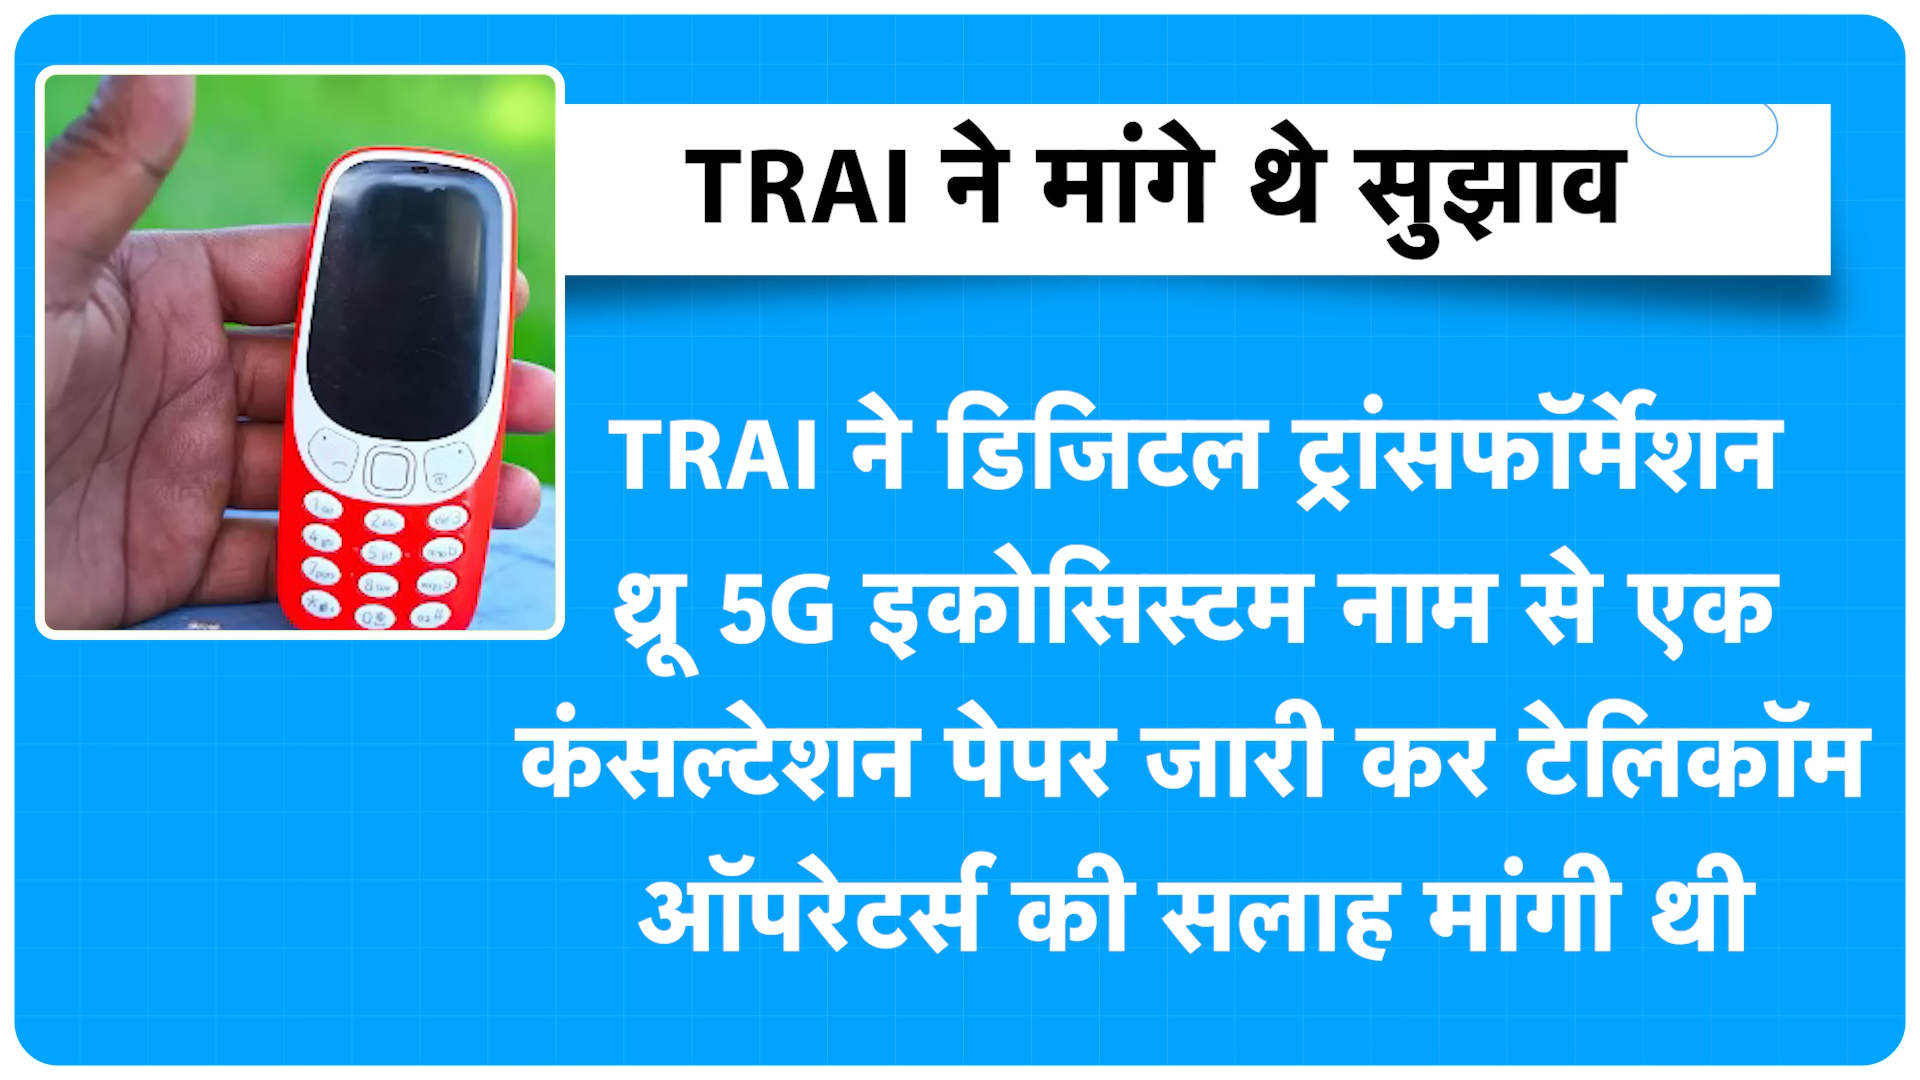 TRAI ने मांगे थे सुझाव
TRAI ने डिजिटल ट्रांसफॉर्मेशन
थ्रू 5G इकोसिस्टम नाम से एक
कंसल्टेशन पेपर जारी कर टेलिकॉम
ऑपरेटर्स की सलाह मांगी थी